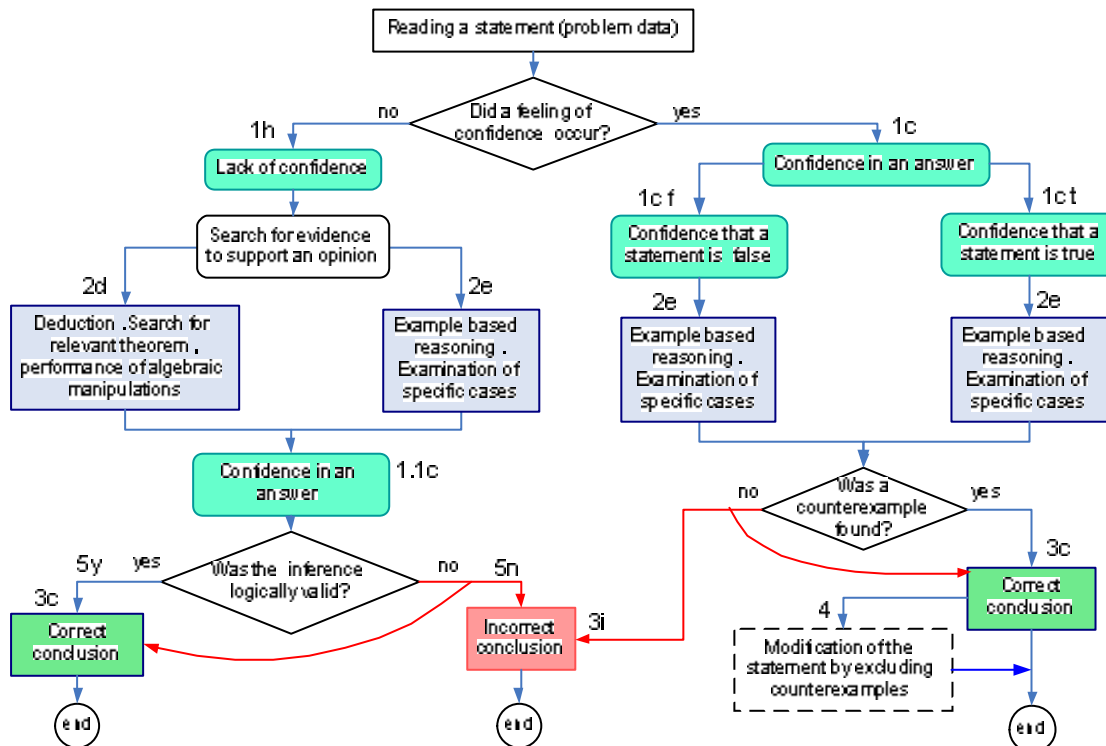 Reading a statement (problem data)
Did a feeling of
confidence occur?
no
yes
1h
1c
Lack of confidence
Confidence in an answer
1c f
1c t
Search for evidence
to support an opinion
Confidence that a
statement is false
Confidence that a
statement is true
2d
2e
2e
2e
Deduction .Search for
relevant theorem ,
performance of algebraic
manipulations
Example based
reasoning .
Examination of
specific cases
Example based
reasoning .
Examination of
specific cases
Example based
reasoning .
Examination of
specific cases
Confidence in an
answer
1.1c
Was a
counterexample
found?
no
yes
Was the inference
logically valid?
5y
yes
no
5n
3c
3c
Correct
conclusion
Incorrect
conclusion
3i
Correct
conclusion
4
Modification of the
statement by excluding
counterexamples
end
end
end